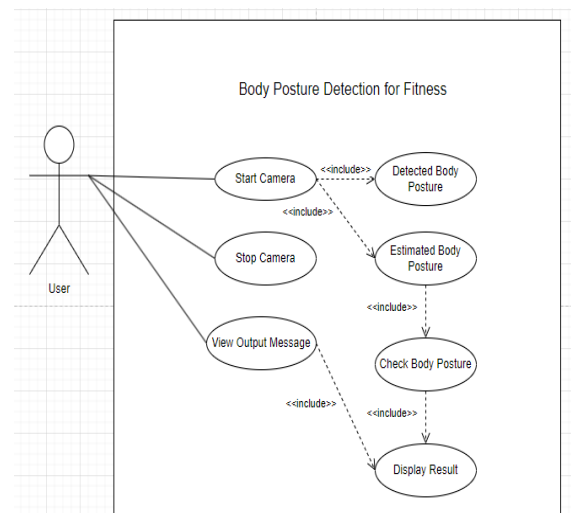 Body Posture Detection for Fitness
<<include>>
Start Camera
Detected Body
Posture
<<include>>
Stop Camera
Estimated Body
Posture
User
<<include>>
View Output Message
Check Body Posture
<<include>>
<<include>>
Display Result